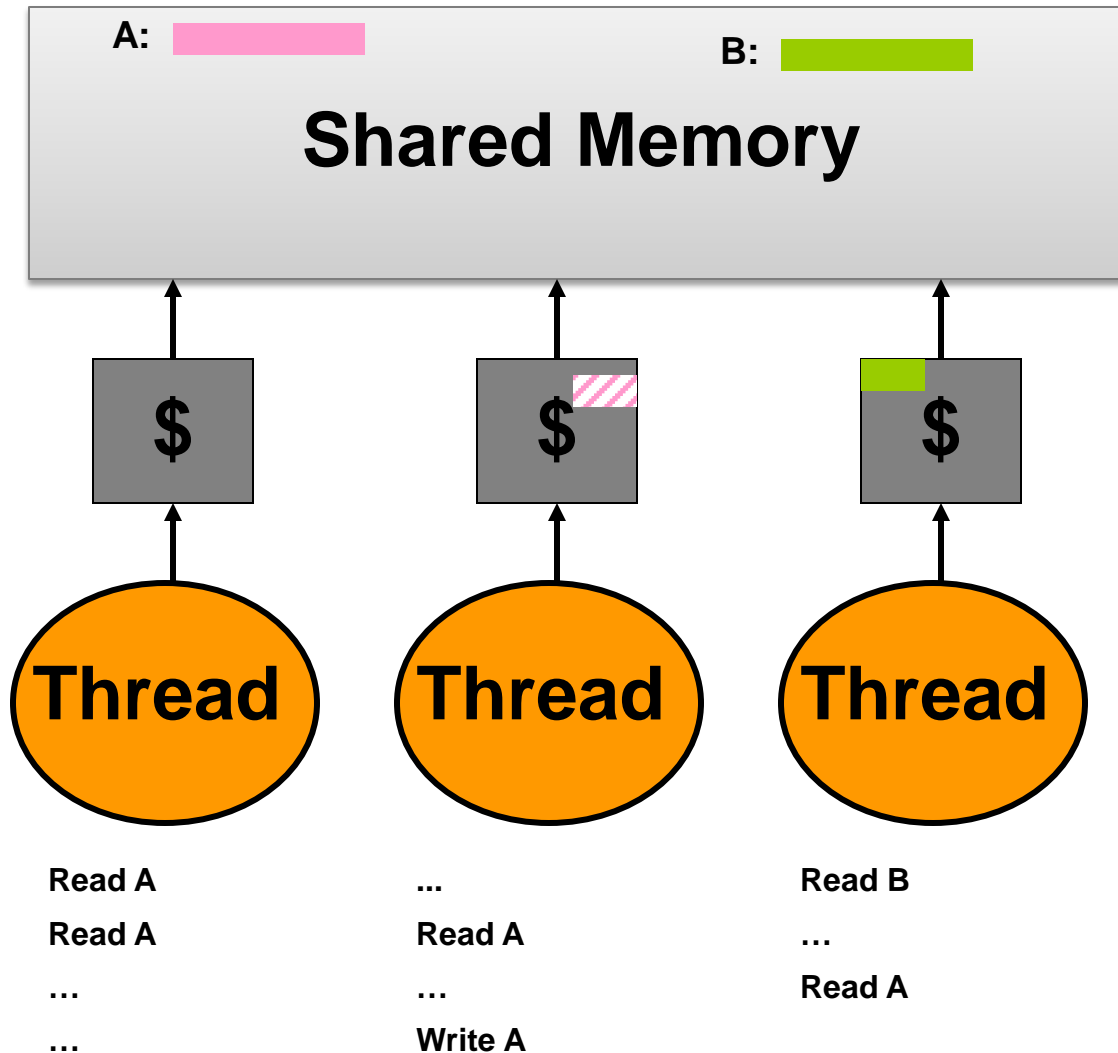 A:
B:
Shared Memory
$ $ $
Thread Thread Thread
Read A ... Read B
Read A Read A …
… … Read A
… Write A